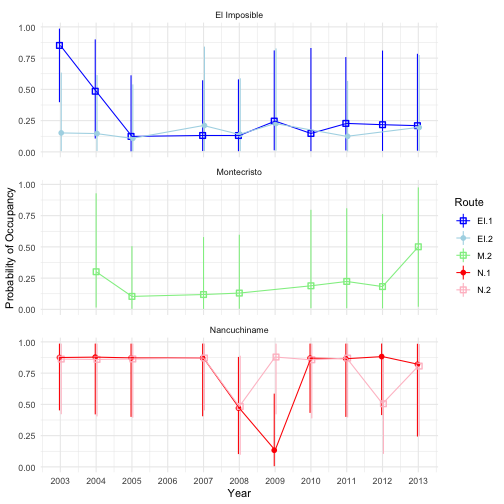 El Imposible
1.00
0.75
0.50
0.25
0.00
Montecristo
1.00
0.75
0.50
0.25
0.00
Nancuchiname
1.00
0.75
0.50
0.25
0.00
2003 2004 2005 2006 2007 2008 2009 2010 2011 2012 2013
Year
Probability of Occupancy
Route
EI.1
EI.2
M.2
N.1
N.2